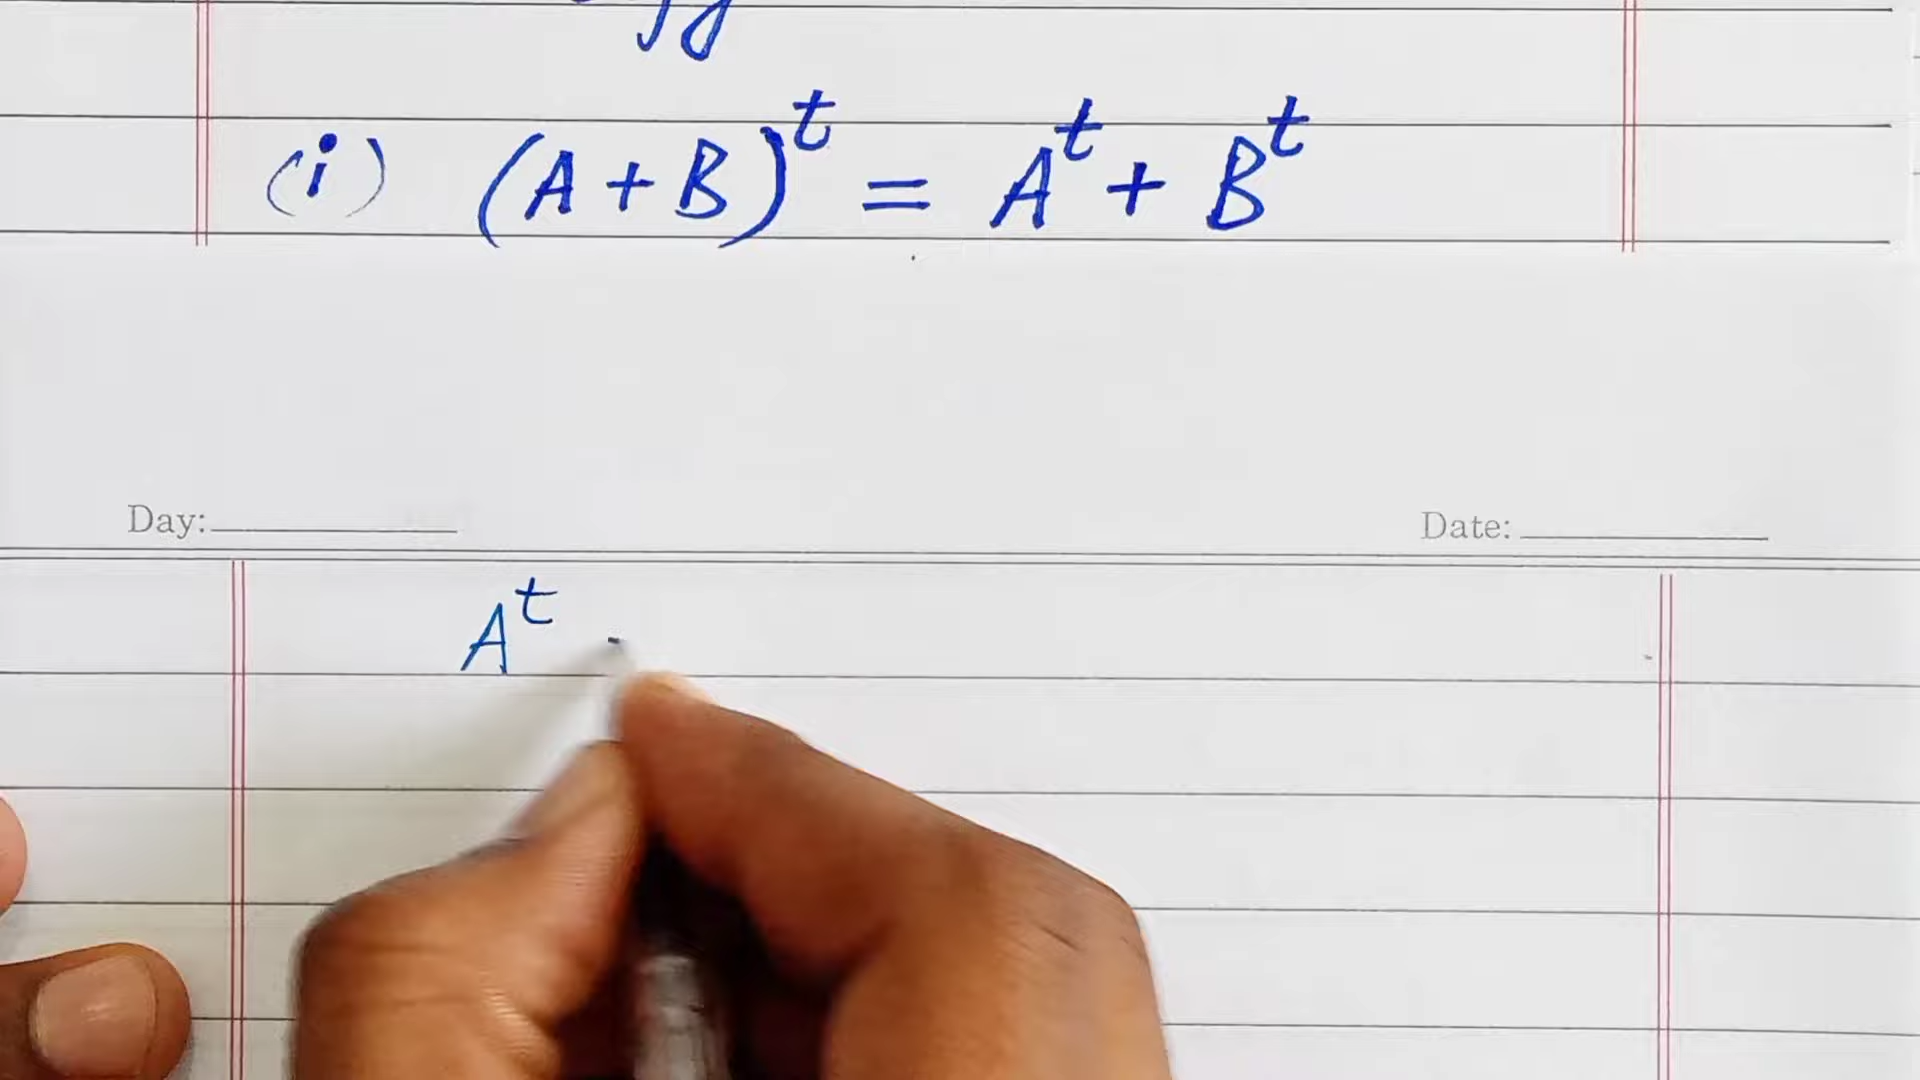 (i) (A+B)^t = A^t + B^t
Day: Date:
A^t